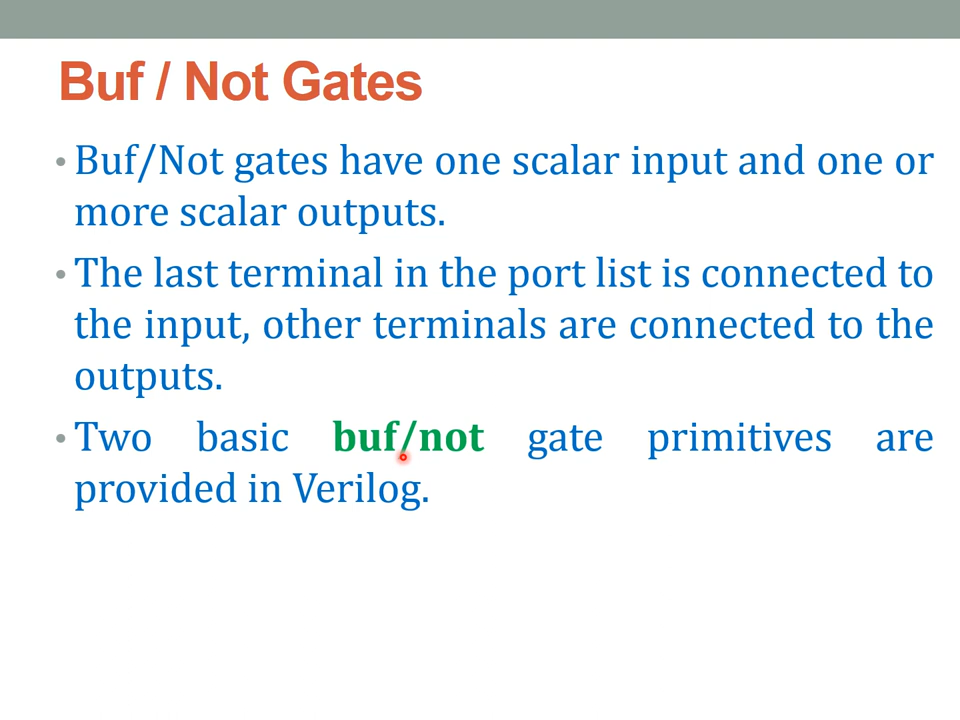 Buf / Not Gates
• Buf/Not gates have one scalar input and one or
more scalar outputs.
• The last terminal in the port list is connected to
the input, other terminals are connected to the
outputs.
• Two basic buf/not gate primitives are
provided in Verilog.